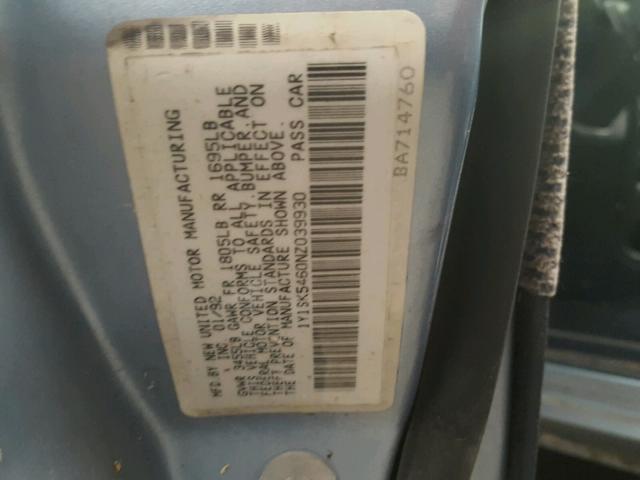 MFD BY NEW UNITED MOTOR MANUFACTURING
01/92 INC
GVWR 3455LB GAWR FR 1805LB RR 1695LB
THIS VEHICLE CONFORMS TO ALL APPLICABLE
FEDERAL MOTOR VEHICLE SAFETY, BUMPER, AND
THEFT PREVENTION STANDARDS IN EFFECT ON
THE DATE OF MANUFACTURE SHOWN ABOVE.
1Y1SK5460NZ039930 PASS CAR
BA714760